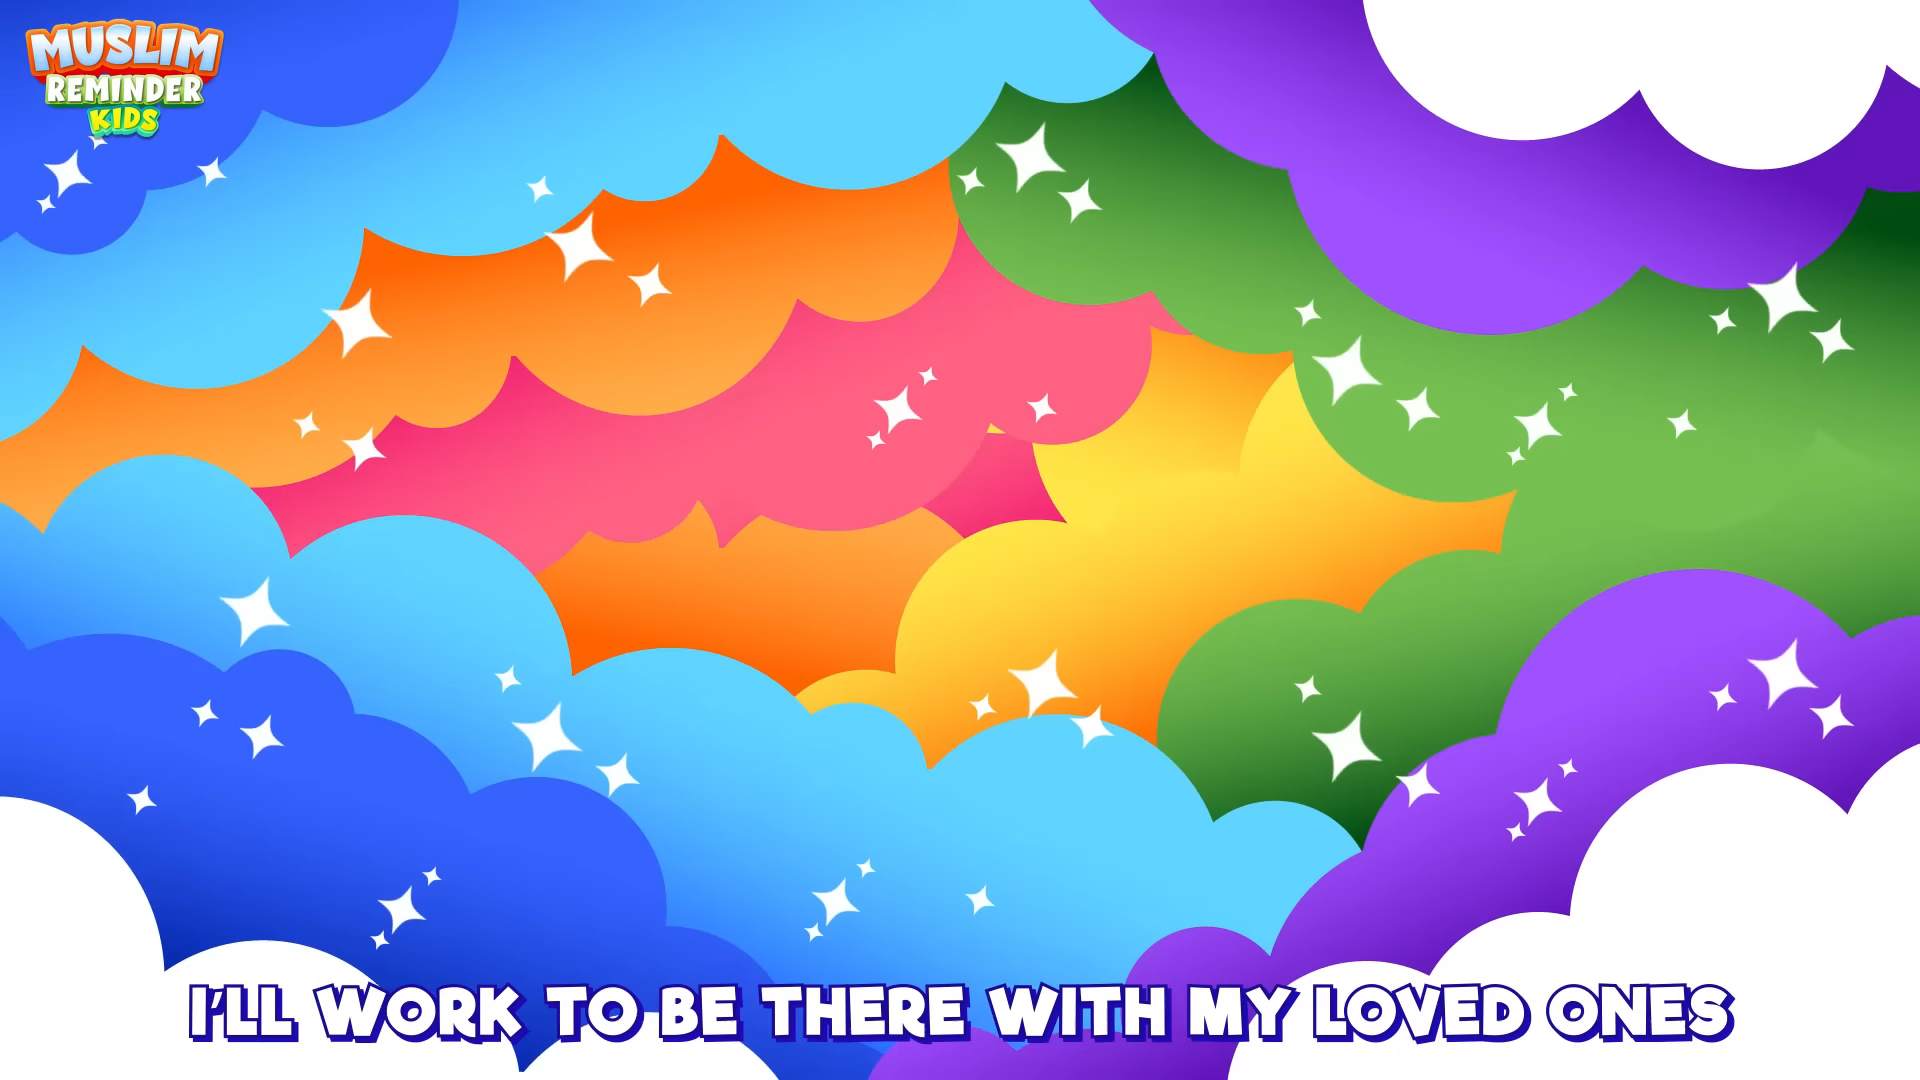 MUSLIM
REMINDER
KIDS
I'LL WORK TO BE THERE WITH MY LOVED ONES